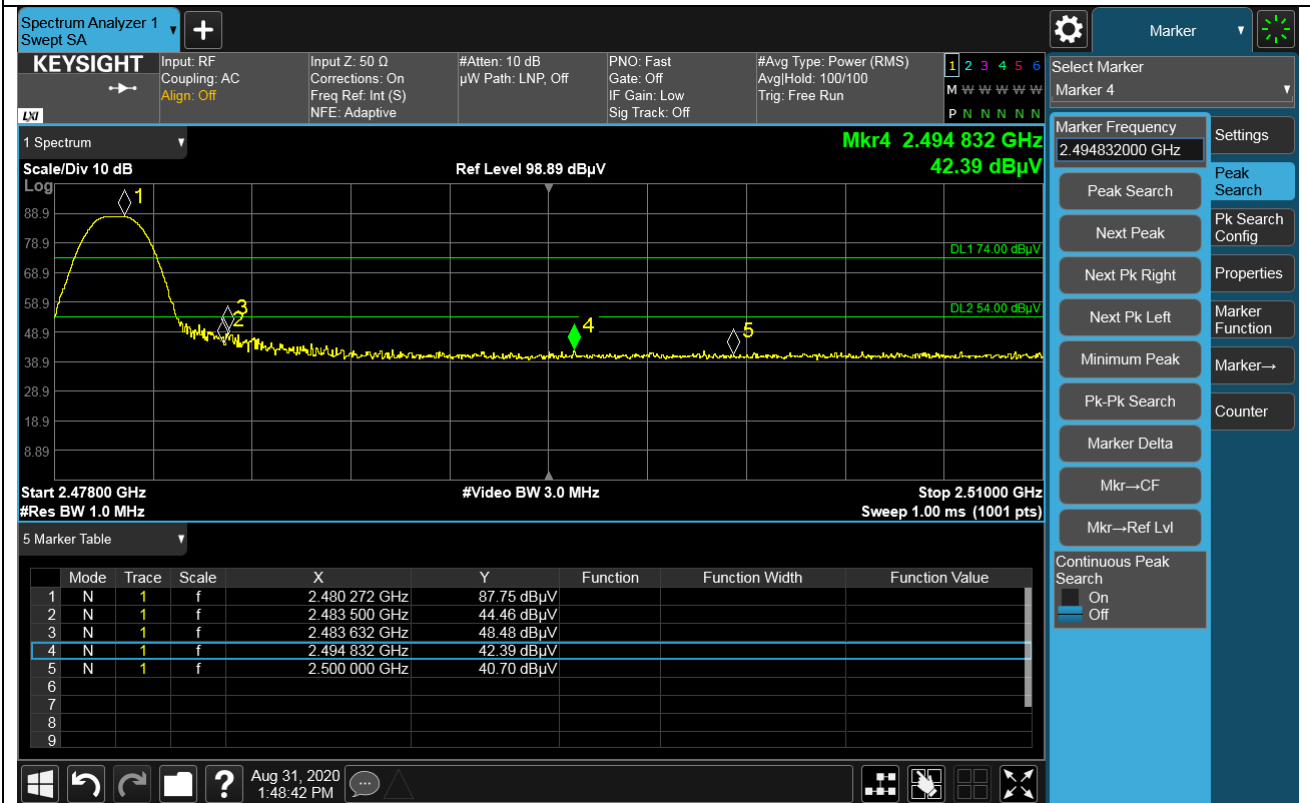 Spectrum Analyzer 1
Swept SA
Marker
KEYSIGHT
LXI
Input: RF
Coupling: AC
Align: Off
Input Z: 50 Ω
Corrections: On
Freq Ref: Int (S)
NFE: Adaptive
#Atten: 10 dB
µW Path: LNP, Off
PNO: Fast
Gate: Off
IF Gain: Low
Sig Track: Off
#Avg Type: Power (RMS)
Avg|Hold: 100/100
Trig: Free Run
1 2 3 4 5 6
M W W W W W
P N N N N N
Select Marker
Marker 4
1 Spectrum
Mkr4 2.494 832 GHz
Scale/Div 10 dB
Ref Level 98.89 dBµV
42.39 dBµV
Log
88.9
78.9
68.9
58.9
48.9
38.9
28.9
18.9
8.89
1
DL1 74.00 dBµV
DL2 54.00 dBµV
3
2
4
5
Start 2.47800 GHz
#Video BW 3.0 MHz
Stop 2.51000 GHz
#Res BW 1.0 MHz
Sweep 1.00 ms (1001 pts)
5 Marker Table
Mode Trace Scale X Y Function Function Width Function Value
1 N 1 f 2.480 272 GHz 87.75 dBµV
2 N 1 f 2.483 500 GHz 44.46 dBµV
3 N 1 f 2.483 632 GHz 48.48 dBµV
4 N 1 f 2.494 832 GHz 42.39 dBµV
5 N 1 f 2.500 000 GHz 40.70 dBµV
6
7
8
9
Marker Frequency
2.494832000 GHz
Peak Search
Next Peak
Next Pk Right
Next Pk Left
Minimum Peak
Pk-Pk Search
Marker Delta
Mkr→CF
Mkr→Ref Lvl
Continuous Peak
Search
On
Off
Settings
Peak
Search
Pk Search
Config
Properties
Marker
Function
Marker→
Counter
?
Aug 31, 2020
1:48:42 PM